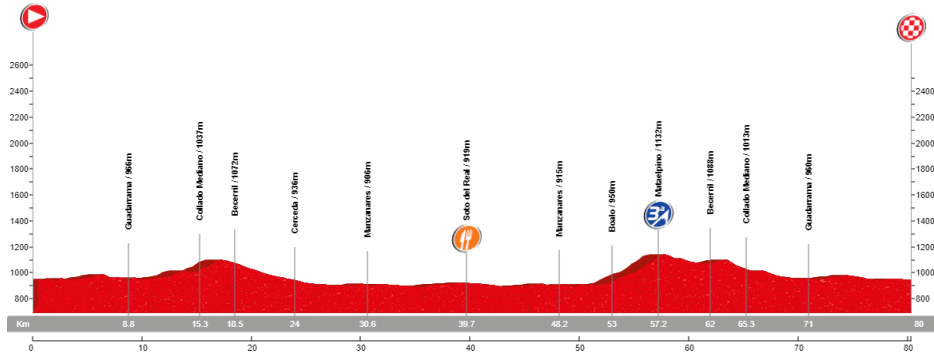 2600
2400
2200
2000
1800
1600
1400
1200
1000
800
2400
2200
2000
1800
1600
1400
1200
1000
800
Guadarrama / 966m
Collado Mediano / 1037m
Becerril / 1072m
Cerceda / 936m
Manzanares / 906m
Soto del Real / 919m
Manzanares / 915m
Boalo / 950m
Mataelpino / 1132m
Becerril / 1088m
Collado Mediano / 1013m
Guadarrama / 960m
3ª
Km 8.8 15.3 18.5 24 30.6 39.7 48.2 53 57.2 62 65.3 71 80
0 10 20 30 40 50 60 70 80